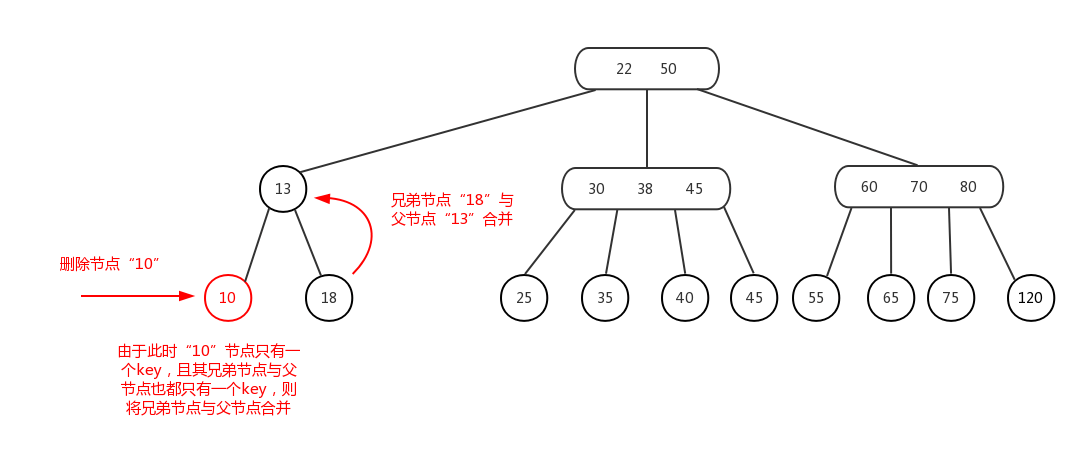 22 50
13
30 38 45
60 70 80
兄弟节点“18”与
父节点“13”合并
删除节点“10”
10
18
25
35
40
45
55
65
75
120
由于此时“10”节点只有一
个key，且其兄弟节点与父
节点也都只有一个key，则
将兄弟节点与父节点合并